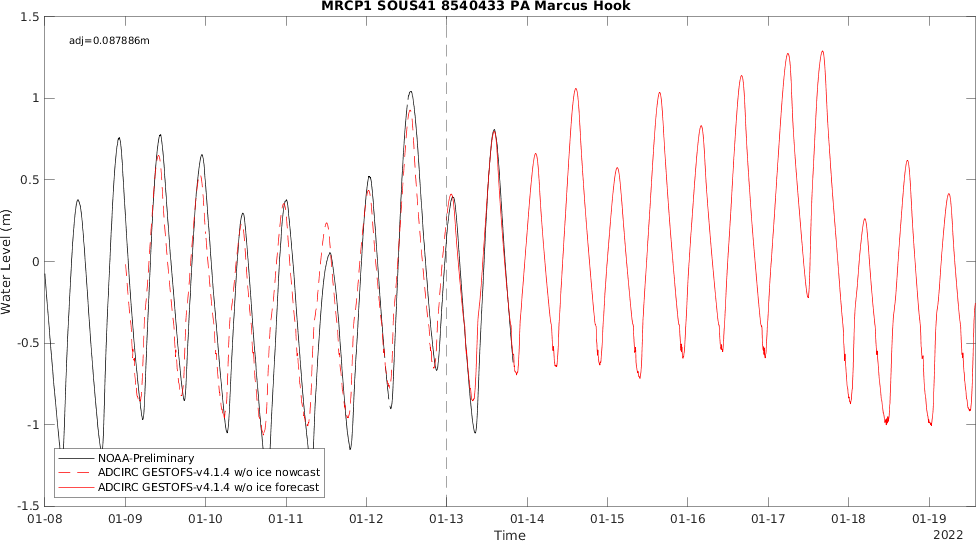 MRCP1 SOUS41 8540433 PA Marcus Hook
adj=0.087886m
1.5
1
0.5
0
-0.5
-1
-1.5
Water Level (m)
NOAA-Preliminary
ADCIRC GESTOFS-v4.1.4 w/o ice nowcast
ADCIRC GESTOFS-v4.1.4 w/o ice forecast
01-08 01-09 01-10 01-11 01-12 01-13 01-14 01-15 01-16 01-17 01-18 01-19
Time
2022